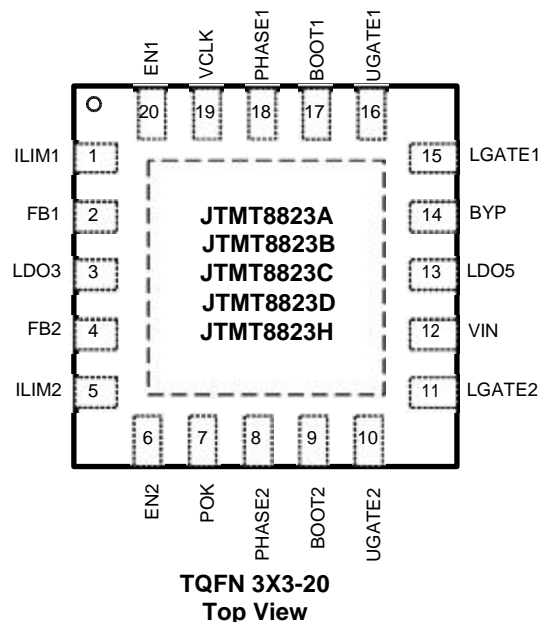 EN1
VCLK
PHASE1
BOOT1
UGATE1
20
19
18
17
16
ILIM1
1
15
LGATE1
FB1
2
14
BYP
LDO3
3
13
LDO5
FB2
4
12
VIN
ILIM2
5
11
LGATE2
JTMT8823A
JTMT8823B
JTMT8823C
JTMT8823D
JTMT8823H
6
7
8
9
10
EN2
POK
PHASE2
BOOT2
UGATE2
TQFN 3X3-20
Top View